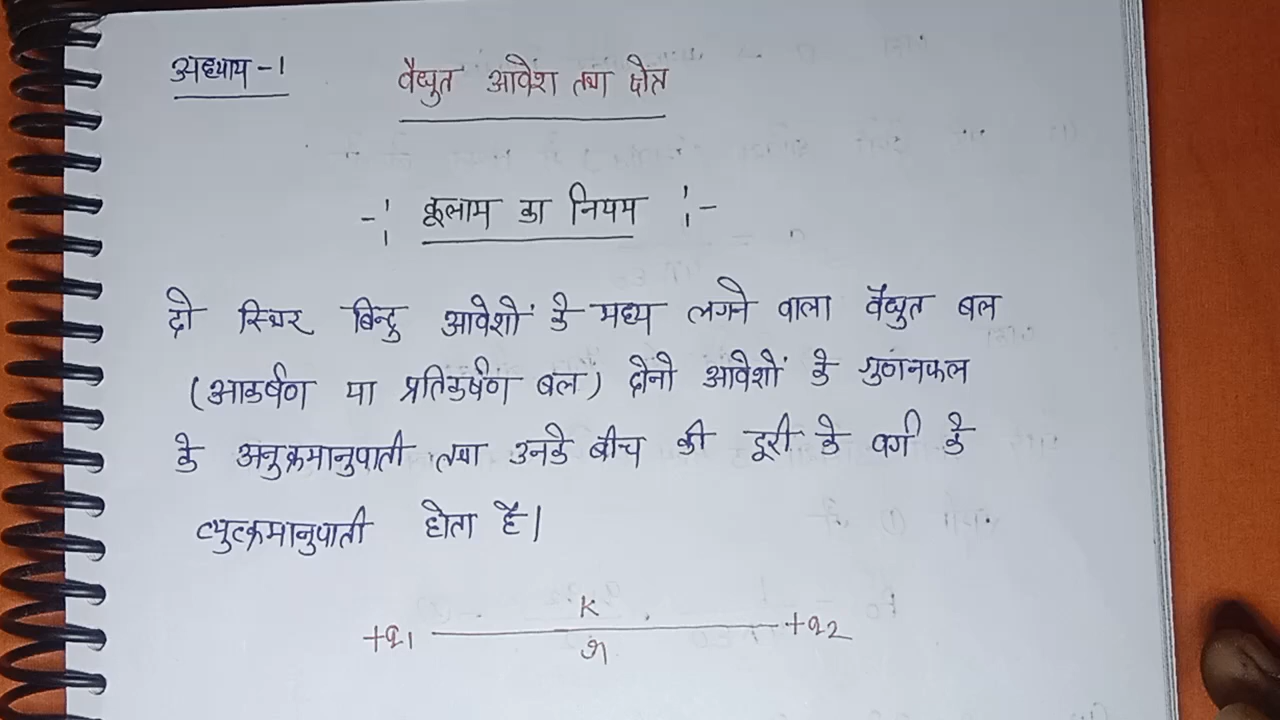 अध्याय -1
वैद्युत आवेश तथा क्षेत्र
-¦ कूलाम का नियम ¦-
दो स्थिर बिन्दु आवेशों के मध्य लगने वाला वैद्युत बल
(आकर्षण या प्रतिकर्षण बल) दोनो आवेशों के गुणनफल
के अनुक्रमानुपाती तथा उनके बीच की दूरी के वर्ग के
व्युत्क्रमानुपाती होता है।
K
+q1 +q2
r